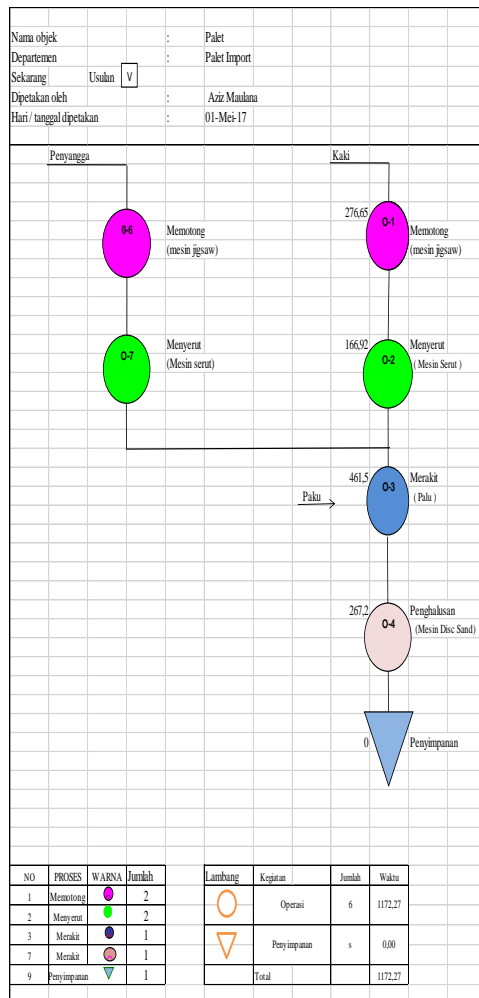 Nama objek : Palet
Departemen : Palet Import
Sekarang Usulan V
Dipetakan oleh : Aziz Maulana
Hari / tanggal dipetakan : 01-Mei-17
Penyangga
Kaki
0-6
Memotong
(mesin jigsaw)
276,65
O-1
Memotong
(mesin jigsaw)
O-7
Menyerut
(Mesin serut)
166,92
O-2
Menyerut
( Mesin Serut )
Paku
461,5
O-3
Merakit
( Palu )
267,2
O-4
Penghalusan
(Mesin Disc Sand)
0
Penyimpanan
NO PROSES WARNA Jumlah
1 Memotong 2
2 Menyerut 2
3 Merakit 1
7 Merakit 1
9 Penyimpanan 1
Lambang Kegiatan Jumlah Waktu
Operasi 6 1172,27
Penyimpanan s 0,00
Total 1172,27